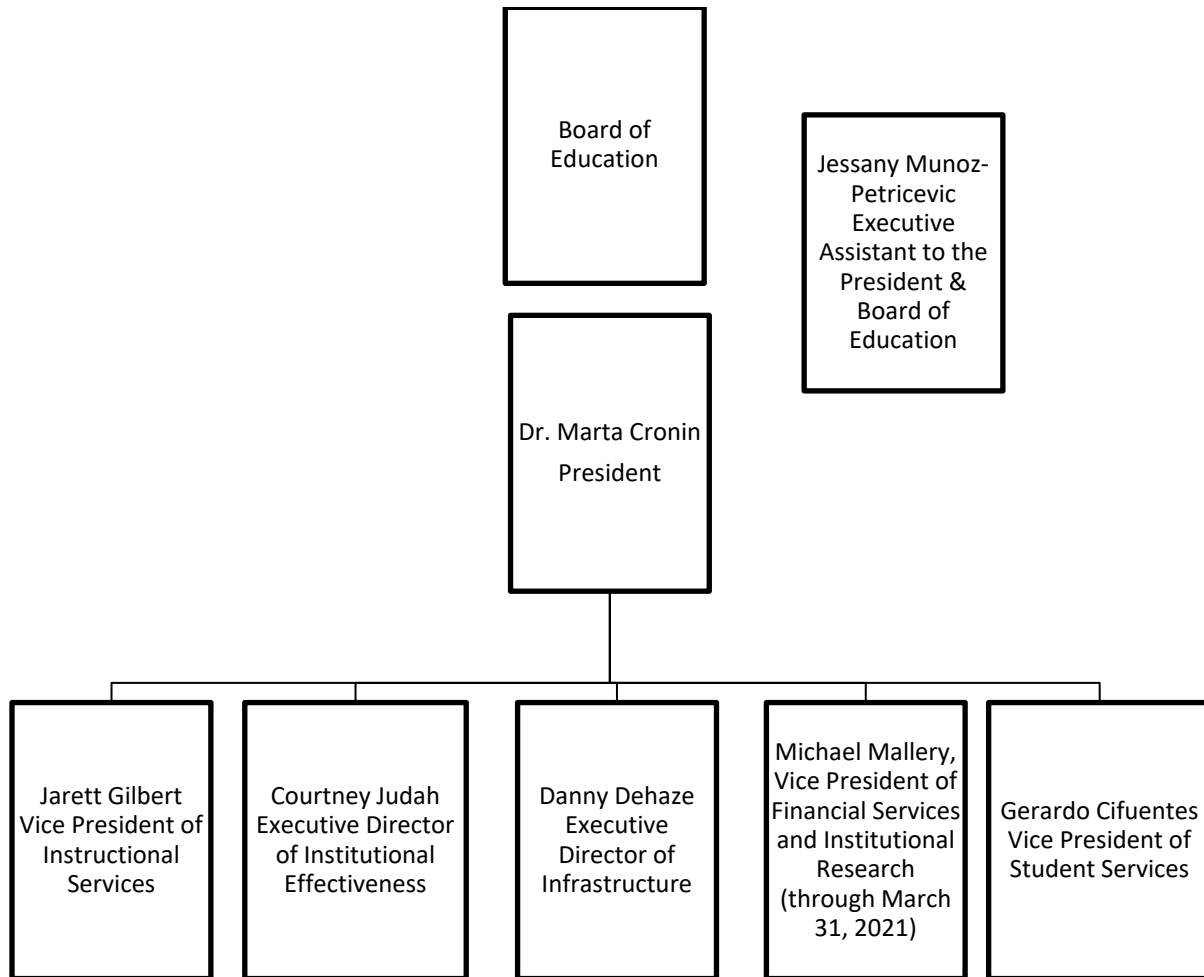 Board of
Education
Jessany Munoz-
Petricevic
Executive
Assistant to the
President &
Board of
Education
Dr. Marta Cronin
President
Jarett Gilbert
Vice President of
Instructional
Services
Courtney Judah
Executive Director
of Institutional
Effectiveness
Danny Dehaze
Executive
Director of
Infrastructure
Michael Mallery,
Vice President of
Financial Services
and Institutional
Research
(through March
31, 2021)
Gerardo Cifuentes
Vice President of
Student Services